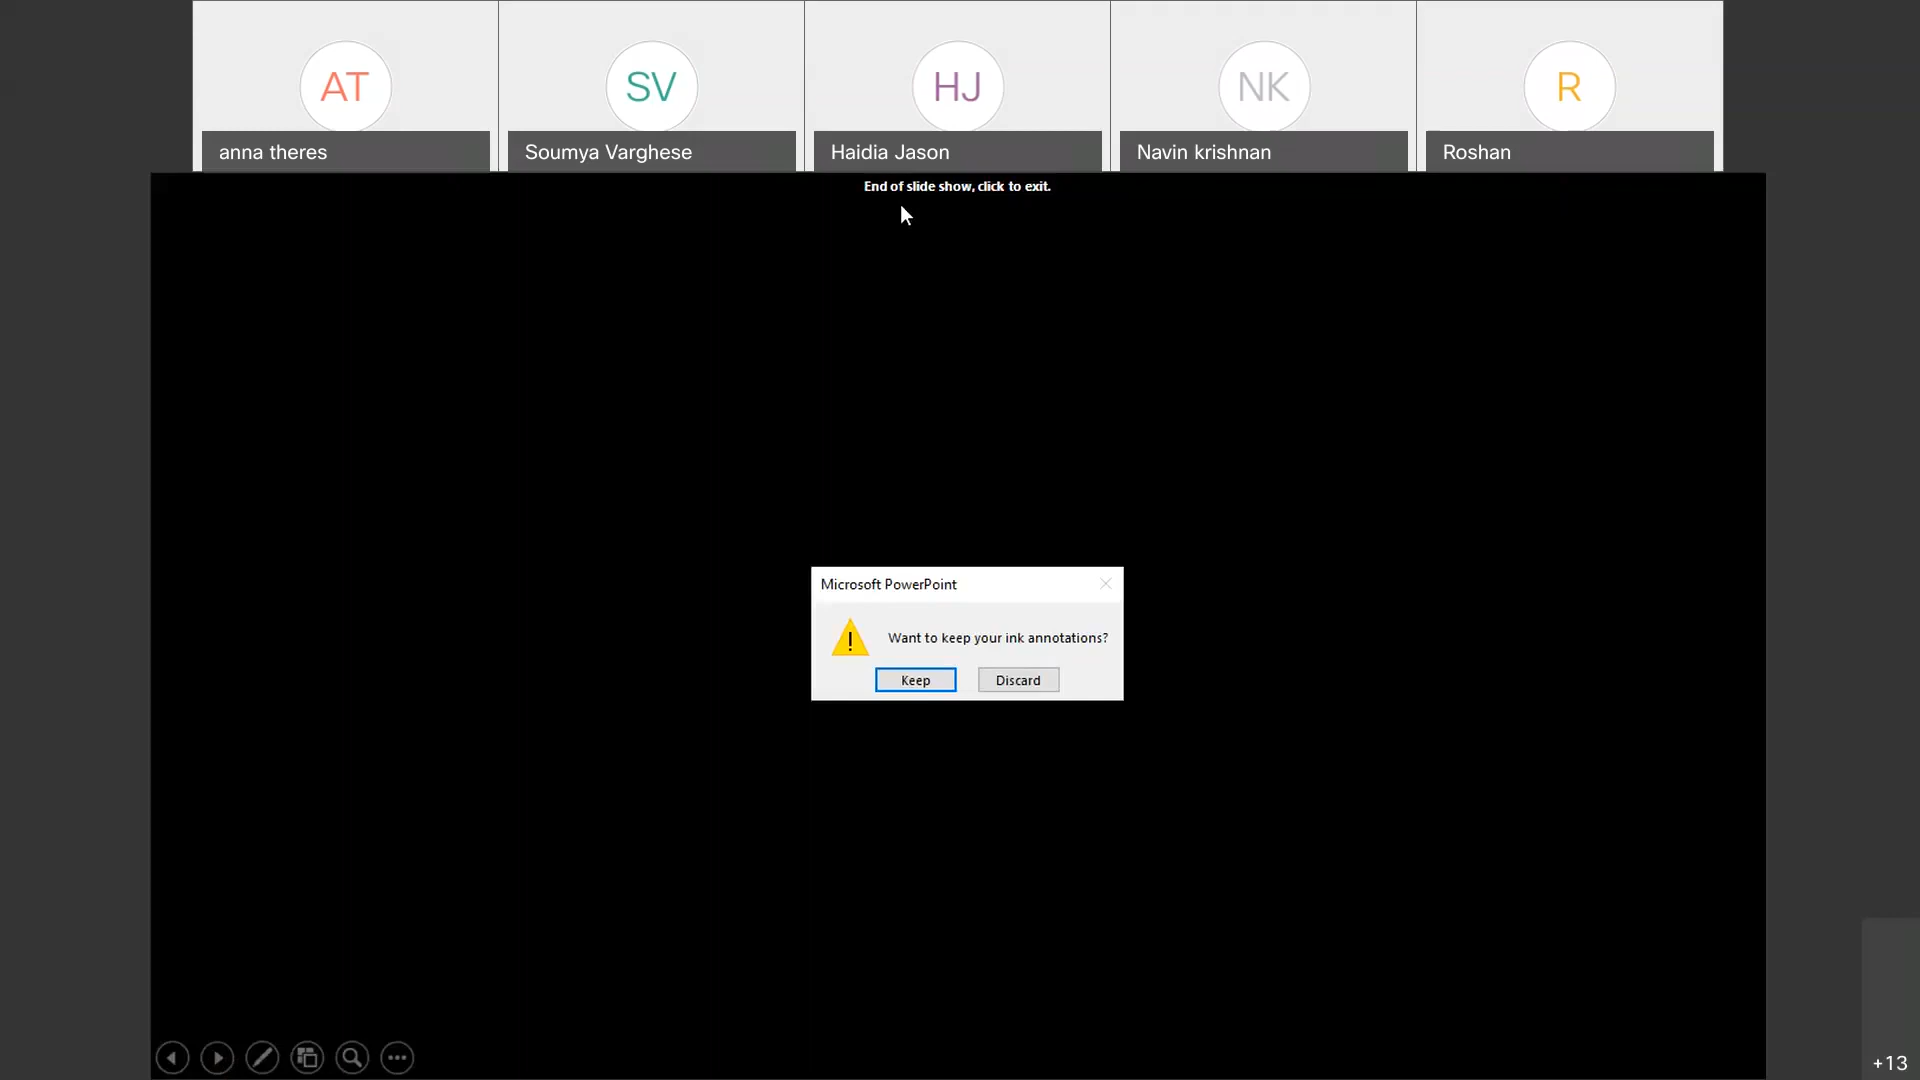 AT
SV
HJ
NK
R
anna theres
Soumya Varghese
Haidia Jason
Navin krishnan
Roshan
End of slide show, click to exit.
Microsoft PowerPoint
Want to keep your ink annotations?
Keep
Discard
+13